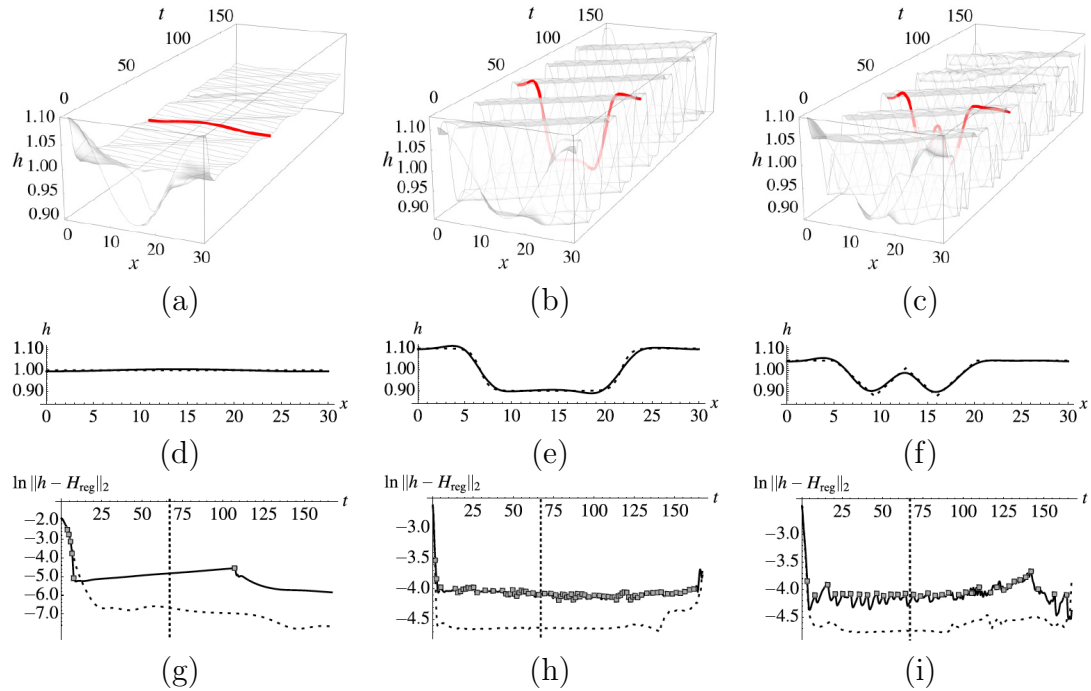 t 150 t 150 t 150
100 100 100
50 50 50
0 0 0
1.10 1.10 1.10
1.05 1.05 1.05
h 1.00 h 1.00 h 1.00
0.95 0.95 0.95
0.90 0.90 0.90
0 10 20 30 0 10 20 30 0 10 20 30
x x x
(a) (b) (c)
h h h
1.10 1.10 1.10
1.00 1.00 1.00
0.90 0.90 0.90
0 5 10 15 20 25 30 x 0 5 10 15 20 25 30 x 0 5 10 15 20 25 30 x
(d) (e) (f)
ln ||h − H_reg||_2 t ln ||h − H_reg||_2 t ln ||h − H_reg||_2 t
25 50 75 100 125 150 25 50 75 100 125 150 25 50 75 100 125 150
−2.0 −3.0 −3.0
−3.0 −3.5 −3.5
−4.0 −4.0 −4.0
−5.0 −4.5 −4.5
−6.0
−7.0
(g) (h) (i)